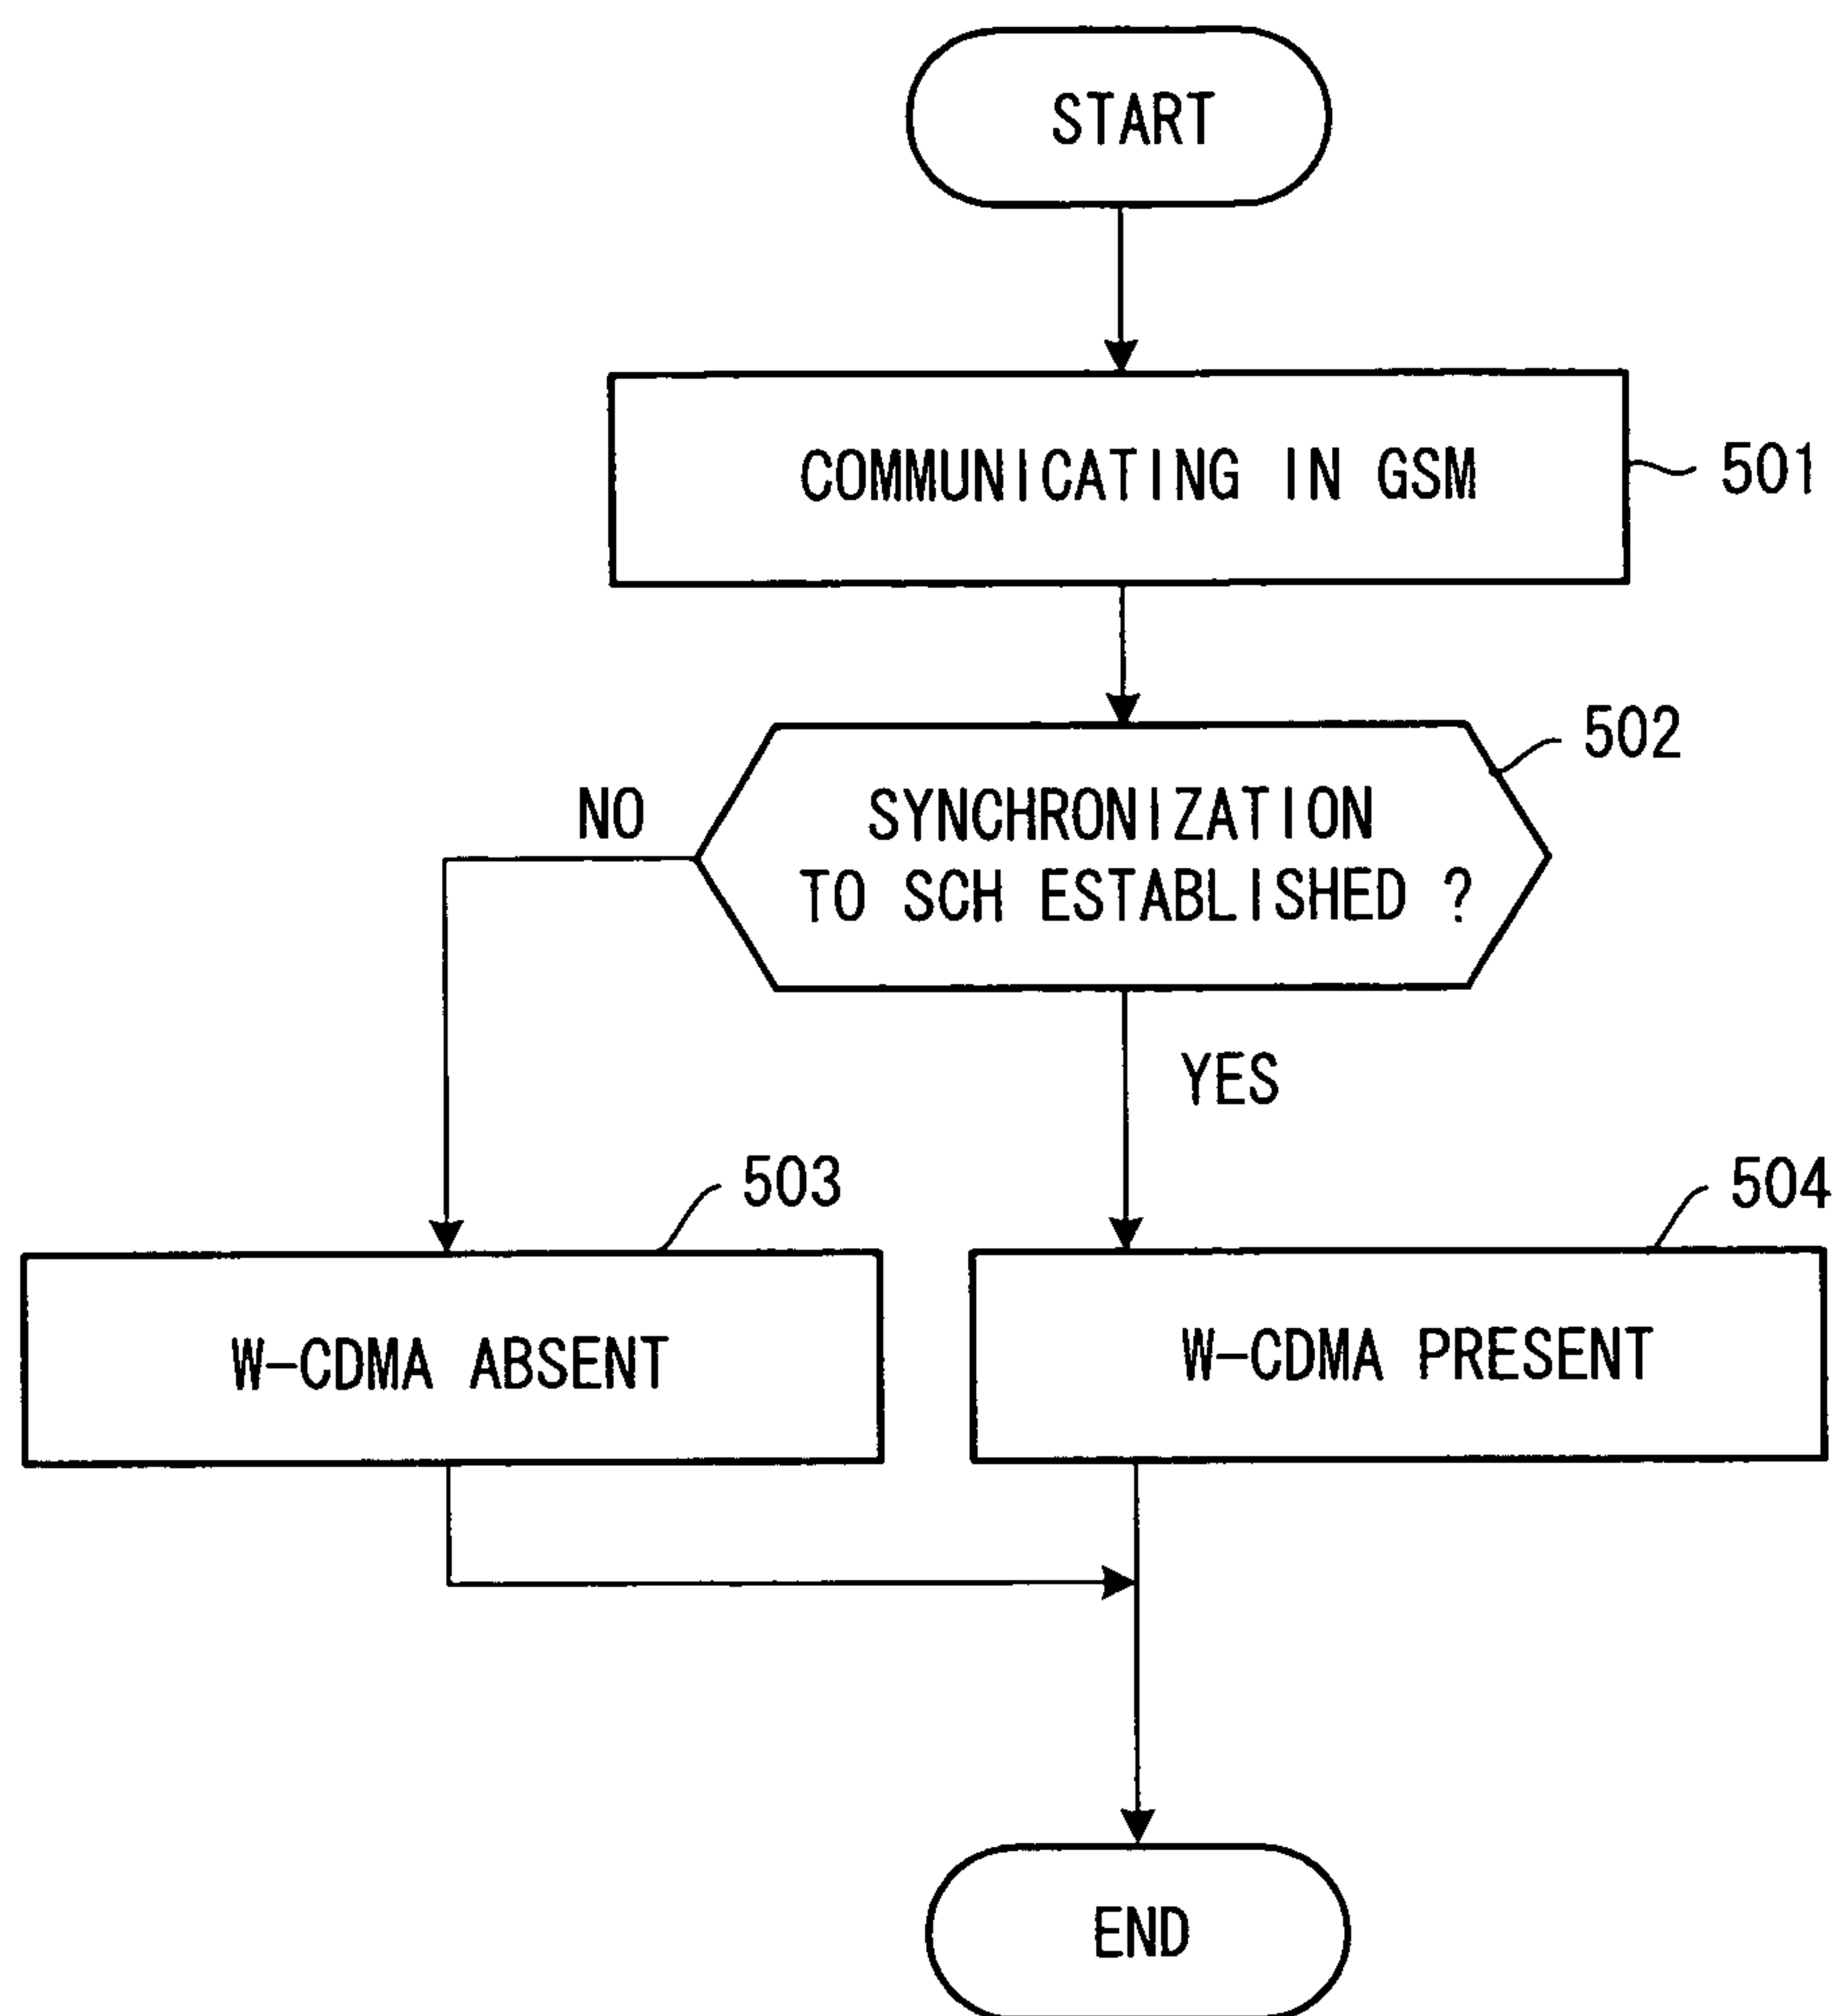 START
COMMUNICATING IN GSM
501
502
NO
SYNCHRONIZATION
TO SCH ESTABLISHED ?
YES
503
504
W-CDMA ABSENT
W-CDMA PRESENT
END